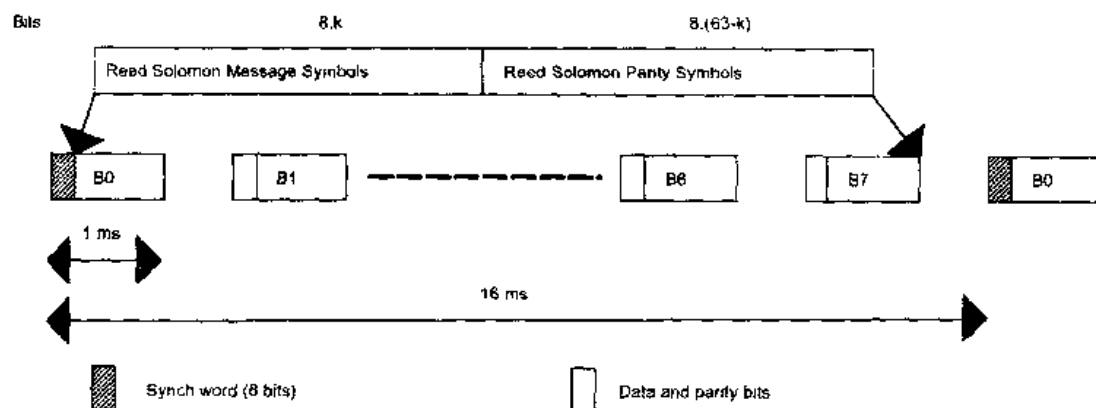 Bits 8.k 8.(63-k)
Reed Solomon Message Symbols Reed Solomon Parity Symbols
B0 B1 B6 B7 B0
1 ms
16 ms
Synch word (8 bits) Data and parity bits